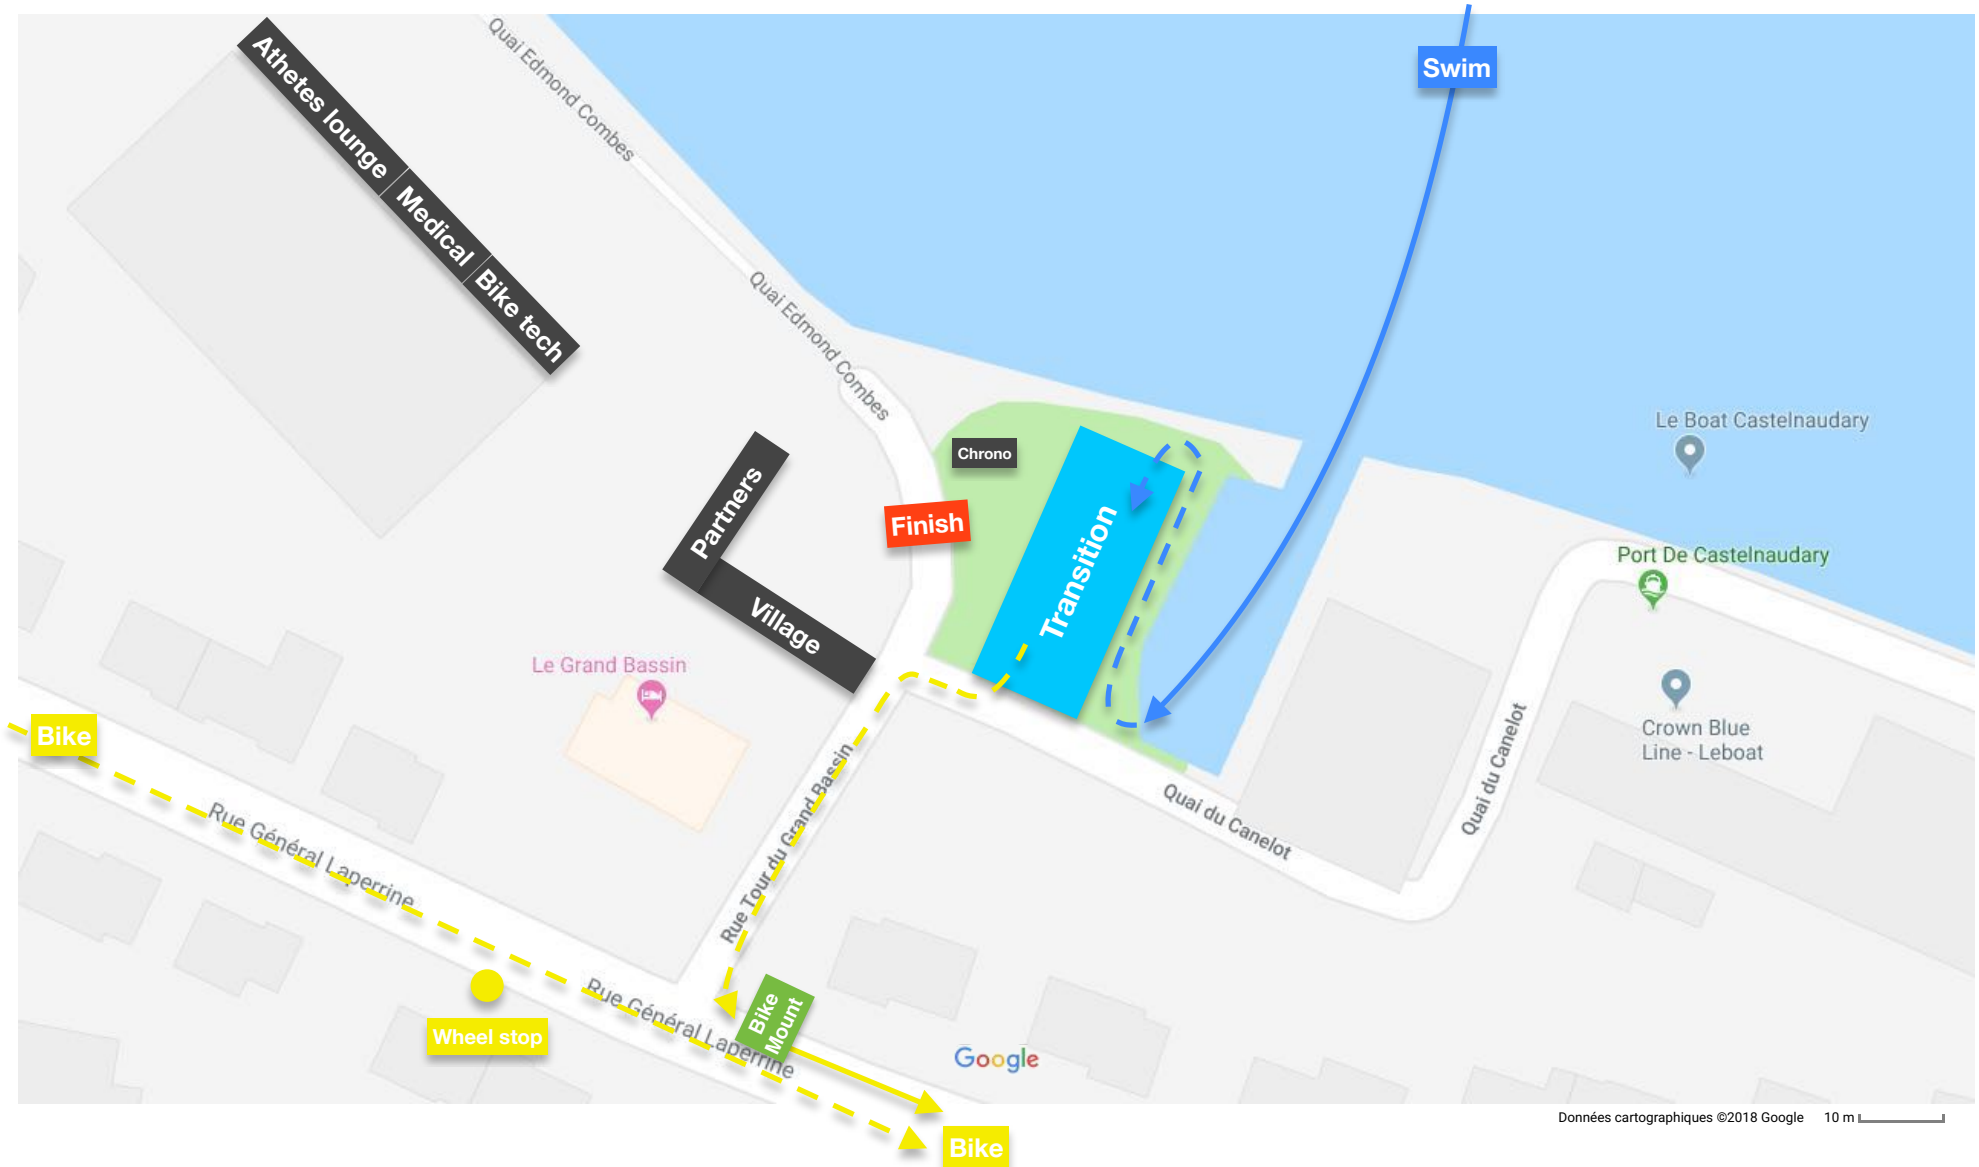 Swim
Quai Edmond Combes
Athetes lounge
Medical
Bike tech
Quai Edmond Combes
Le Boat Castelnaudary
Chrono
Partners
Finish
Transition
Port De Castelnaudary
Village
Le Grand Bassin
Bike
Crown Blue
Line - Leboat
Quai du Canelot
Quai du Canelot
Rue Tour du Grand Bassin
Rue Général Laperrine
Rue Général Laperrine
Bike
Mount
Wheel stop
Google
Données cartographiques ©2018 Google 10 m
Bike